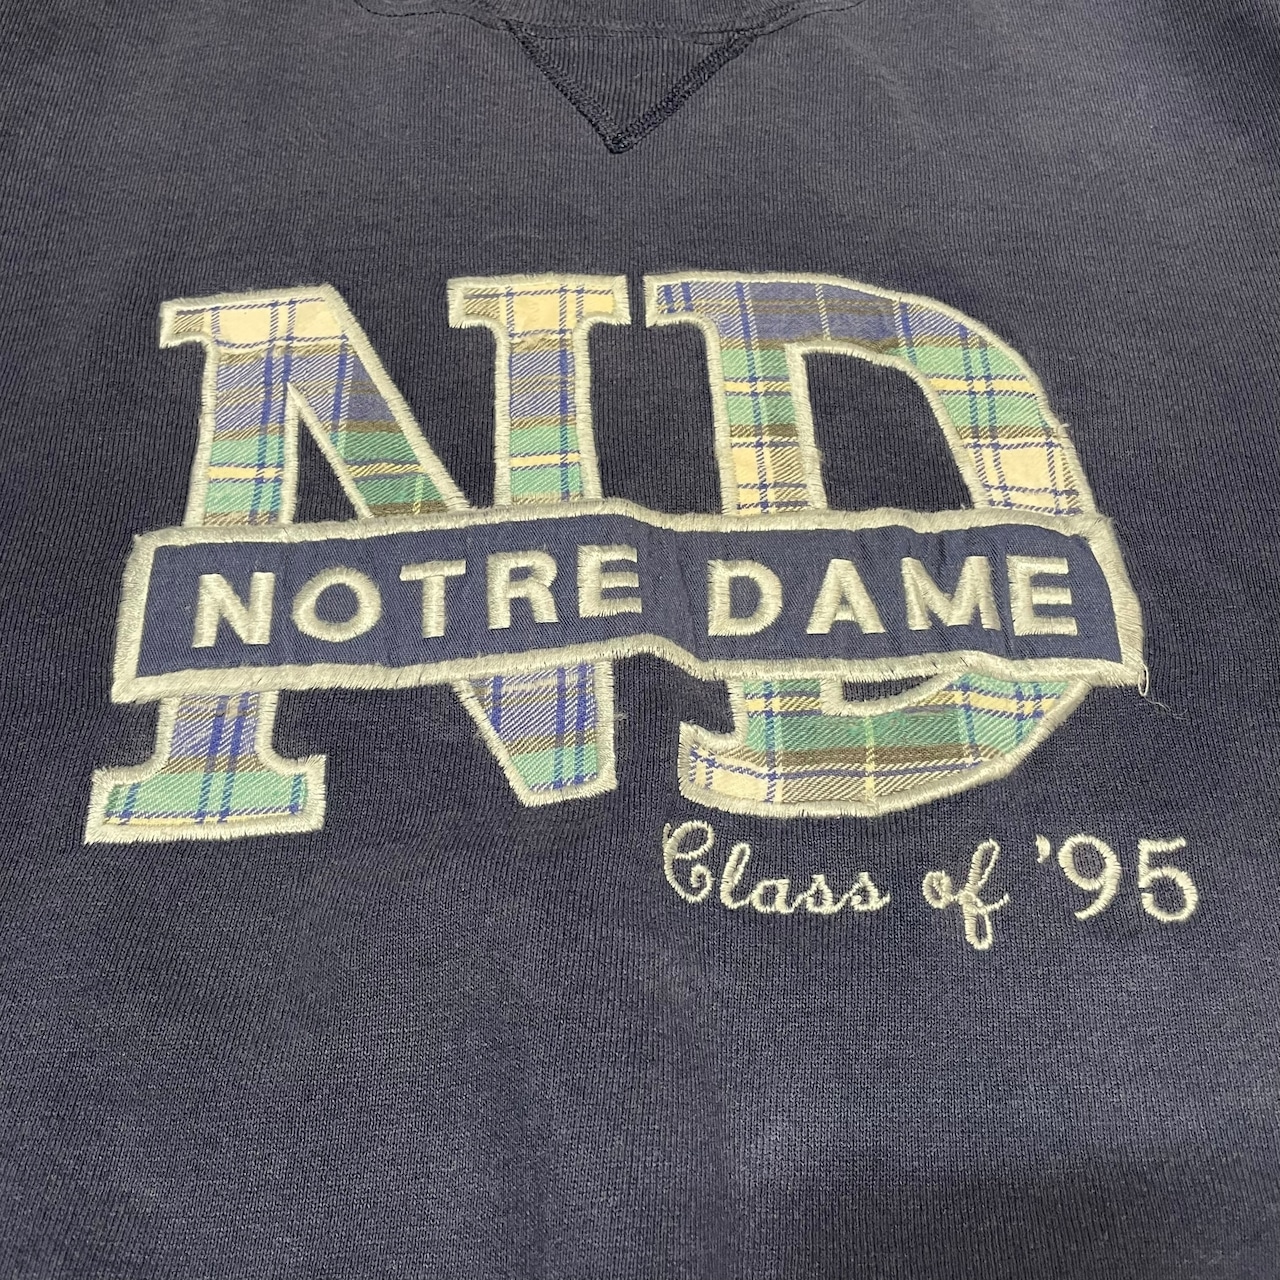 ND
NOTRE DAME
Class of '95